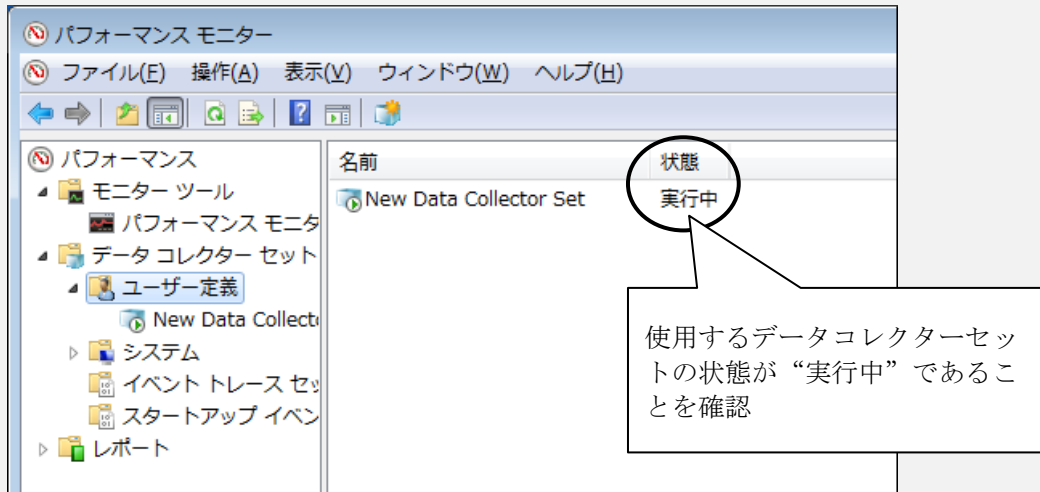 パフォーマンス モニター
ファイル(F) 操作(A) 表示(V) ウィンドウ(W) ヘルプ(H)
パフォーマンス
モニター ツール
パフォーマンス モニタ
データ コレクター セット
ユーザー定義
New Data Collect
システム
イベント トレース セッ
スタートアップ イベン
レポート
名前 状態
New Data Collector Set 実行中
使用するデータコレクターセッ
トの状態が“実行中”であるこ
とを確認